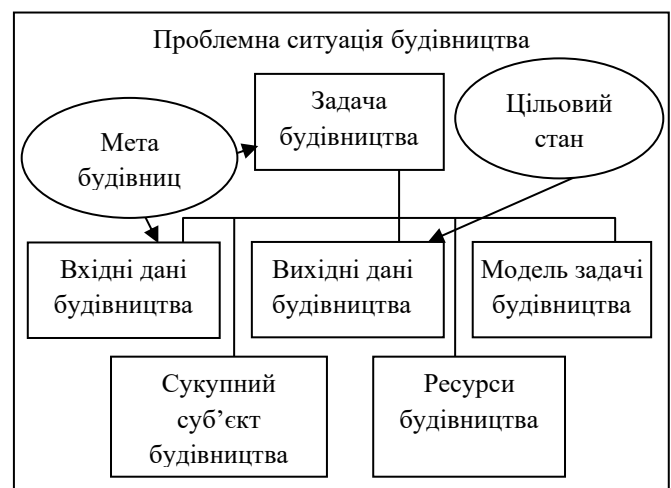 Проблемна ситуація будівництва
Задача
будівництва
Цільовий
стан
Мета
будівниц
Вхідні дані
будівництва
Вихідні дані
будівництва
Модель задачі
будівництва
Сукупний
суб’єкт
будівництва
Ресурси
будівництва